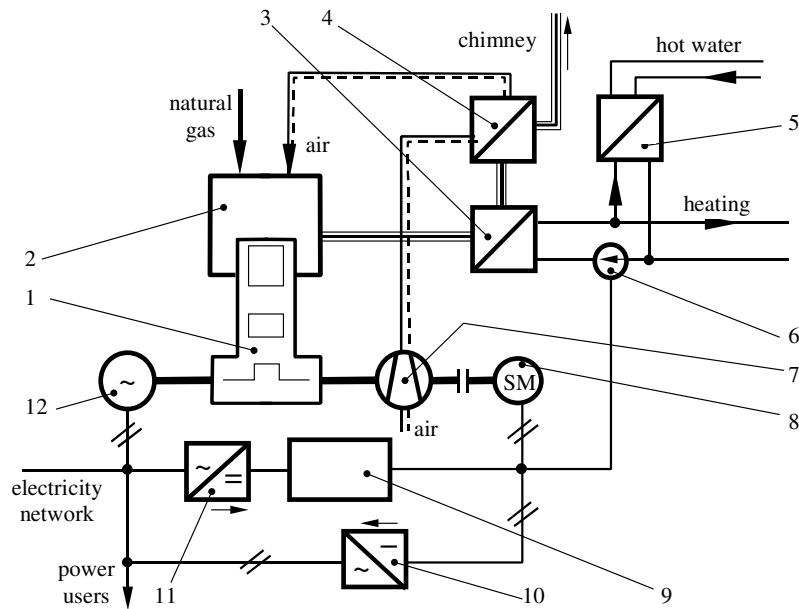 3
4
chimney
hot water
natural
gas
air
5
heating
2
1
6
7
~
SM
12
8
air
~
=
electricity
network
11
power
users
–
~
10
9